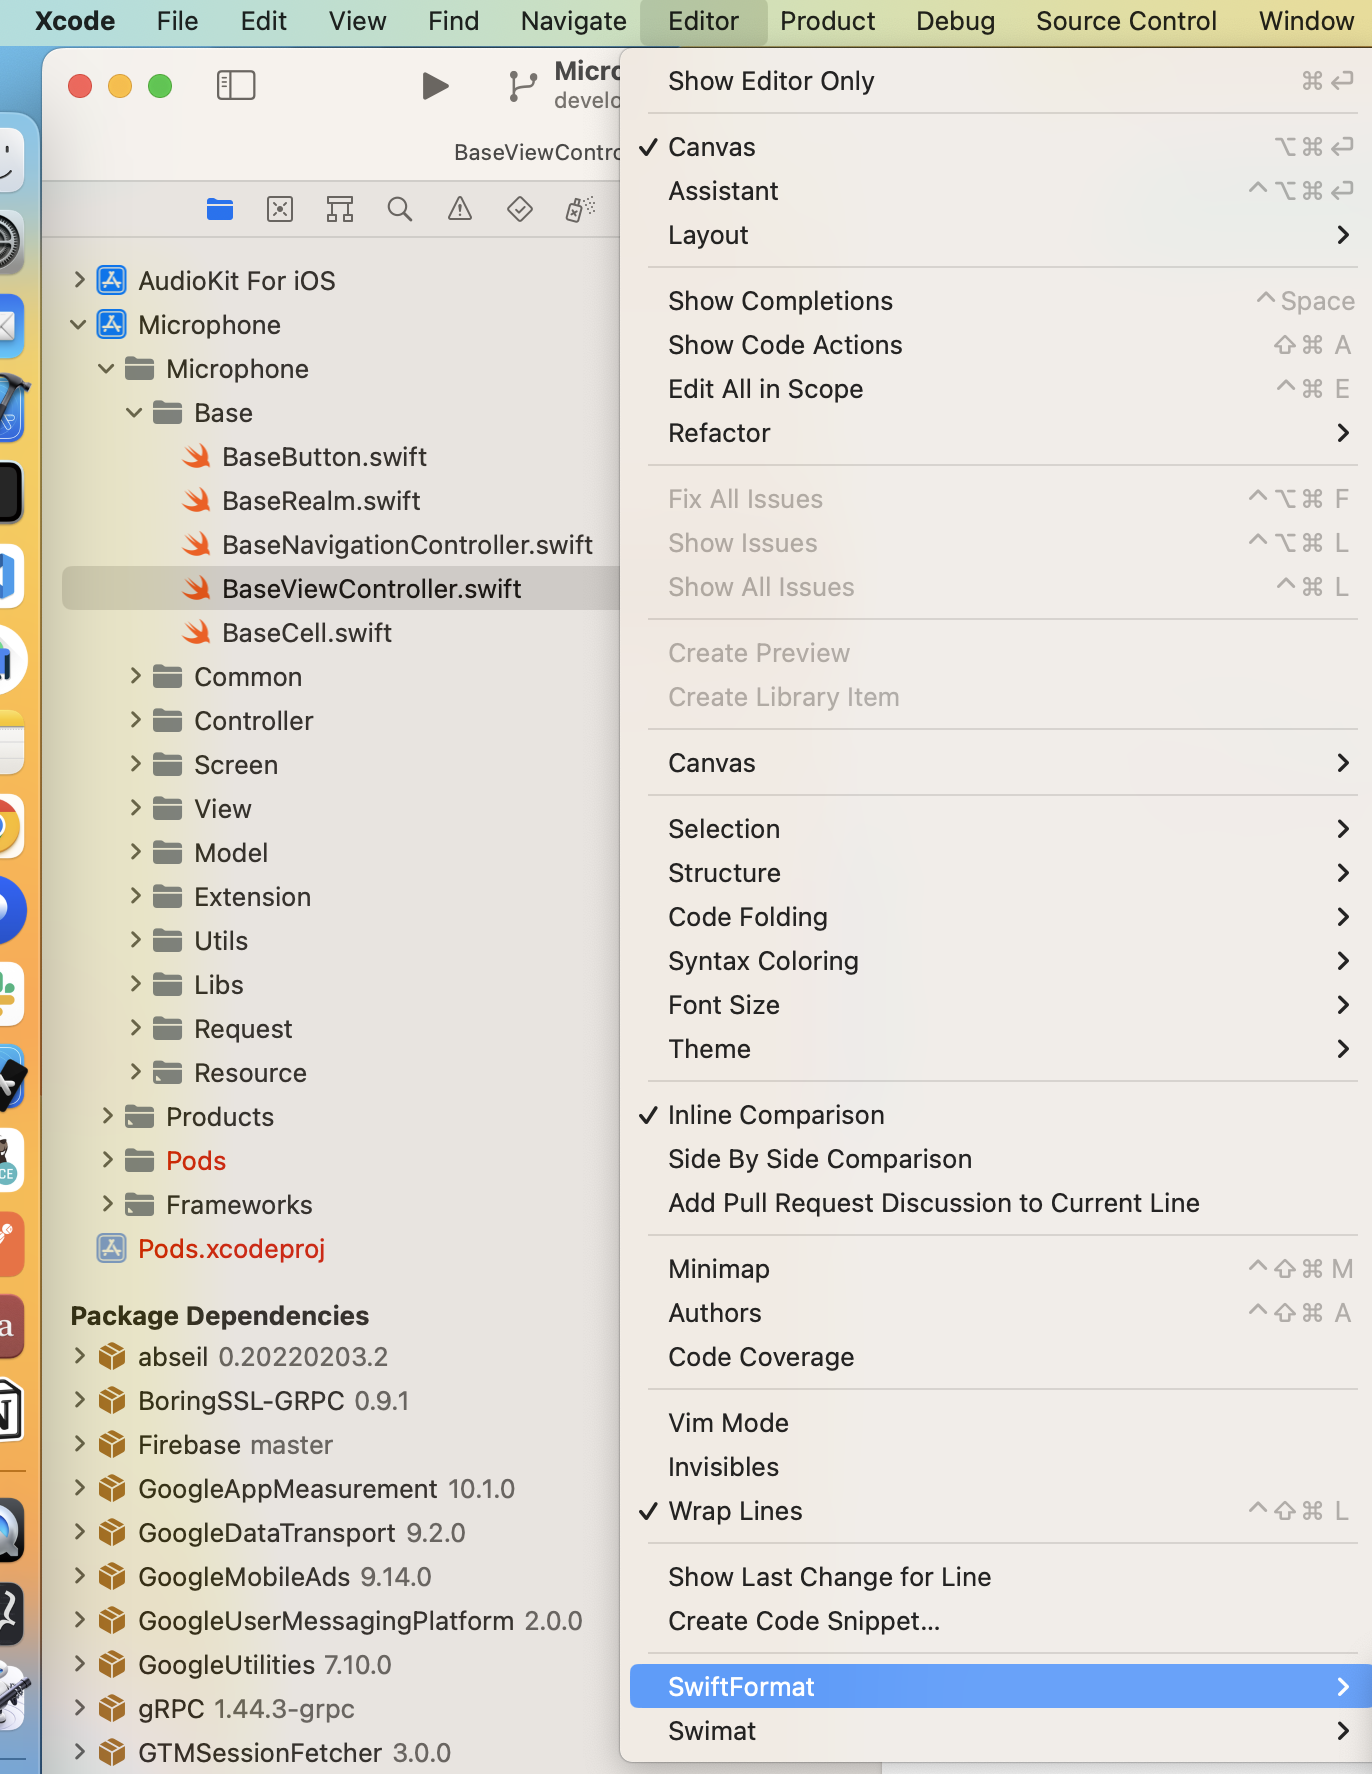 Xcode File Edit View Find Navigate Editor Product Debug Source Control Window
Micro
develo
BaseViewContro
AudioKit For iOS
Microphone
Microphone
Base
BaseButton.swift
BaseRealm.swift
BaseNavigationController.swift
BaseViewController.swift
BaseCell.swift
Common
Controller
Screen
View
Model
Extension
Utils
Libs
Request
Resource
Products
Pods
Frameworks
Pods.xcodeproj
Package Dependencies
abseil 0.20220203.2
BoringSSL-GRPC 0.9.1
Firebase master
GoogleAppMeasurement 10.1.0
GoogleDataTransport 9.2.0
GoogleMobileAds 9.14.0
GoogleUserMessagingPlatform 2.0.0
GoogleUtilities 7.10.0
gRPC 1.44.3-grpc
GTMSessionFetcher 3.0.0
Show Editor Only ⌘↩
✓ Canvas ⌥⌘↩
Assistant ^⌥⌘↩
Layout
Show Completions ^Space
Show Code Actions ⇧⌘A
Edit All in Scope ^⌘E
Refactor
Fix All Issues ^⌥⌘F
Show Issues ^⌥⌘L
Show All Issues ^⌘L
Create Preview
Create Library Item
Canvas
Selection
Structure
Code Folding
Syntax Coloring
Font Size
Theme
✓ Inline Comparison
Side By Side Comparison
Add Pull Request Discussion to Current Line
Minimap ^⇧⌘M
Authors ^⇧⌘A
Code Coverage
Vim Mode
Invisibles
✓ Wrap Lines ^⇧⌘L
Show Last Change for Line
Create Code Snippet...
SwiftFormat
Swimat